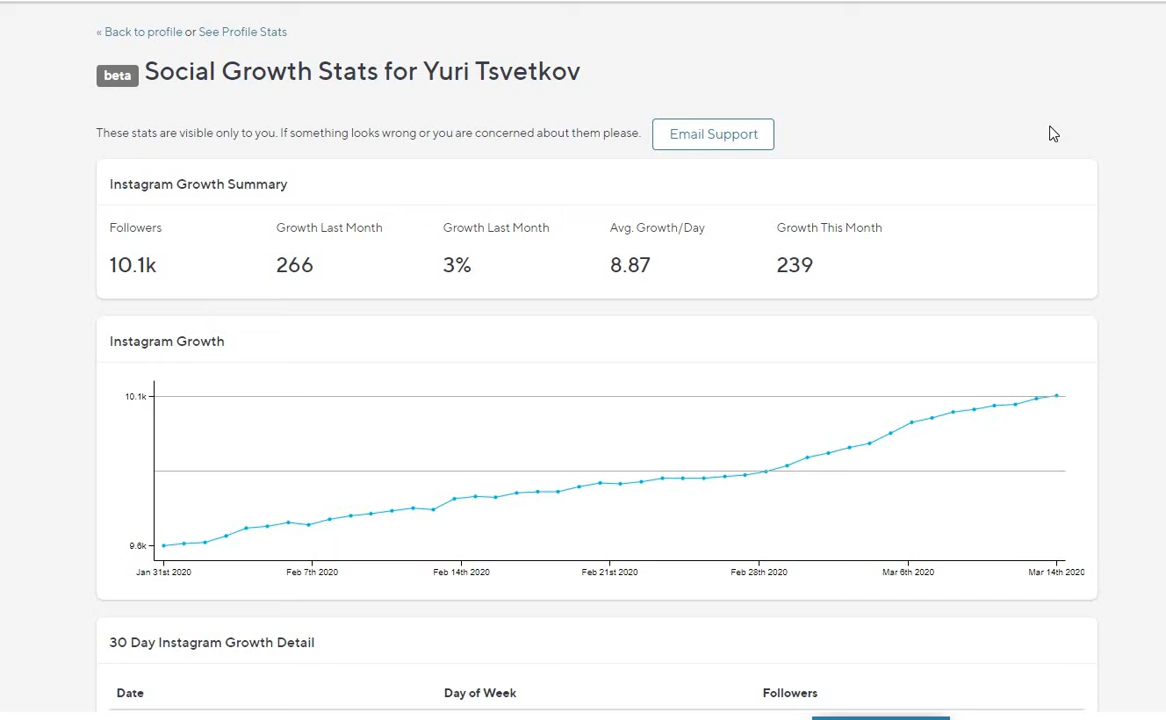 « Back to profile or See Profile Stats
beta Social Growth Stats for Yuri Tsvetkov
These stats are visible only to you. If something looks wrong or you are concerned about them please. Email Support
Instagram Growth Summary
Followers Growth Last Month Growth Last Month Avg. Growth/Day Growth This Month
10.1k 266 3% 8.87 239
Instagram Growth
10.1k
9.6k
Jan 31st 2020 Feb 7th 2020 Feb 14th 2020 Feb 21st 2020 Feb 28th 2020 Mar 6th 2020 Mar 14th 2020
30 Day Instagram Growth Detail
Date Day of Week Followers